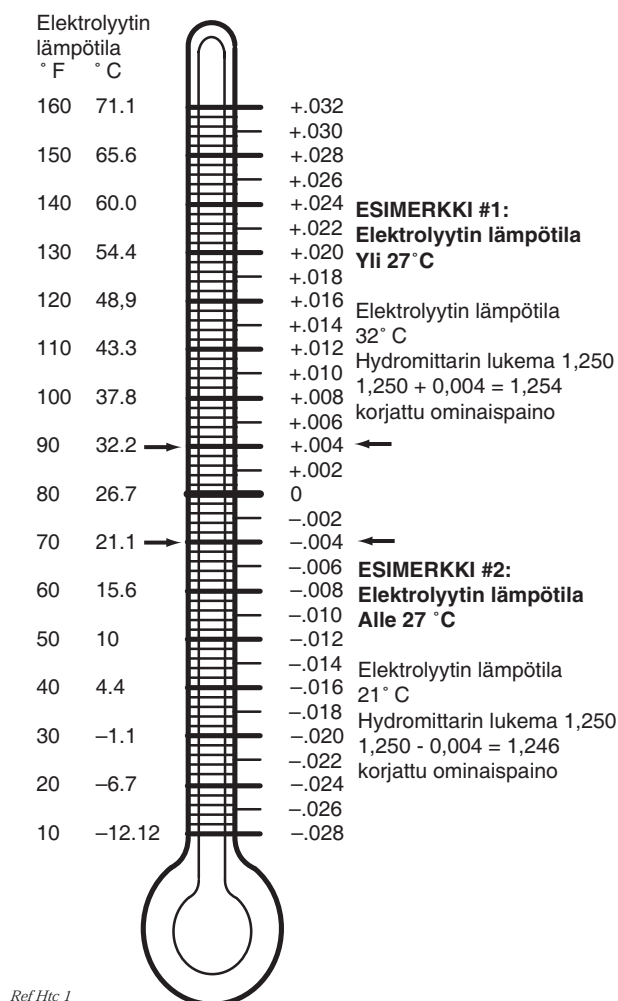 Elektrolyytin
lämpötila
° F ° C
160 71.1 +.032
+.030
150 65.6 +.028
+.026
140 60.0 +.024
+.022
130 54.4 +.020
+.018
120 48,9 +.016
+.014
110 43.3 +.012
+.010
100 37.8 +.008
+.006
90 32.2 +.004
+.002
80 26.7 0
–.002
70 21.1 –.004
–.006
60 15.6 –.008
–.010
50 10 –.012
–.014
40 4.4 –.016
–.018
30 –1.1 –.020
–.022
20 –6.7 –.024
–.026
10 –12.12 –.028
ESIMERKKI #1:
Elektrolyytin lämpötila
Yli 27°C
Elektrolyytin lämpötila
32° C
Hydromittarin lukema 1,250
1,250 + 0,004 = 1,254
korjattu ominaispaino
ESIMERKKI #2:
Elektrolyytin lämpötila
Alle 27 °C
Elektrolyytin lämpötila
21° C
Hydromittarin lukema 1,250
1,250 - 0,004 = 1,246
korjattu ominaispaino
Ref Htc 1